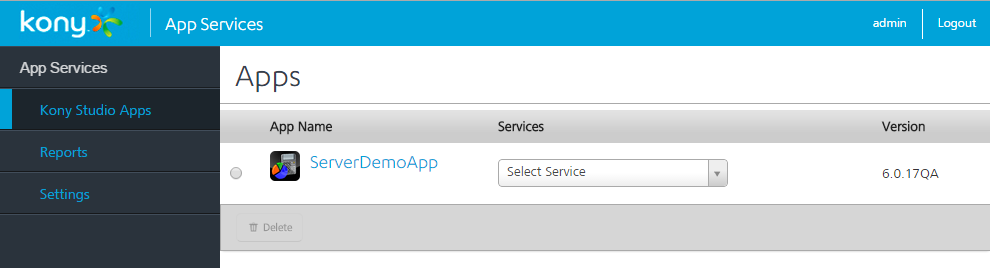 kony App Services admin Logout
App Services
Kony Studio Apps
Reports
Settings
Apps
App Name Services Version
ServerDemoApp Select Service 6.0.17QA
Delete